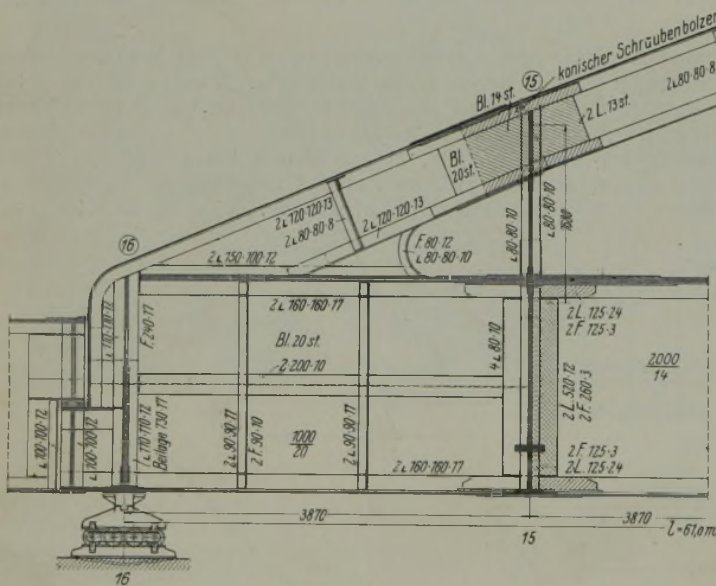 konischer Schraubenbolzen
15
Bl. 14 st.
2 L. 13 st.
2∟80·80·8
Bl.
20 st.
2∟120·120·13
2∟80·80·8
2∟120·120·13
F. 80·12
∟80·80·10
∟80·80·10
∟80·80·10
1680
16
2∟150·100·12
∟110·110·12
F. 240·17
2∟160·160·17
Bl. 20 st.
2·200·10
4∟80·10
2 L. 125·24
2 F. 125·3
2 L. 520·12
2 F. 260·3
2000
14
∟100·100·12
∟100·100·12
∟110·110·12
Beilage 130·17
2∟90·90·11
2 F. 90·10
1000
20
2∟90·90·11
2∟160·160·17
2 F. 125·3
2 L. 125·24
3870
3870
l=61,0 m
15
16